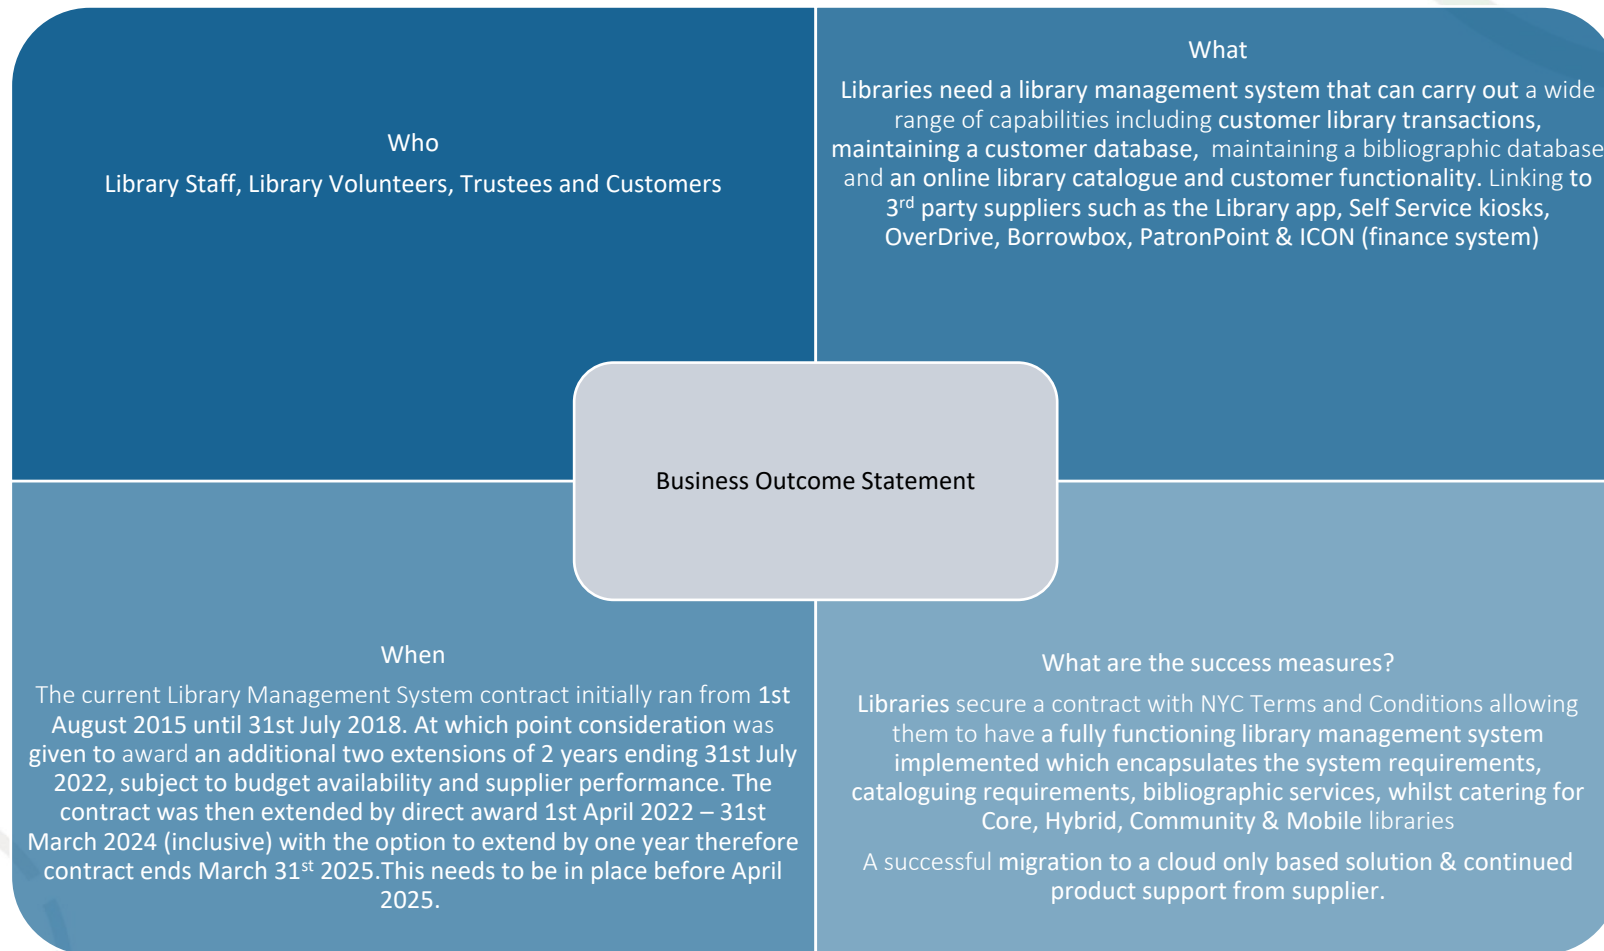 Who
Library Staff, Library Volunteers, Trustees and Customers
What
Libraries need a library management system that can carry out a wide
range of capabilities including customer library transactions,
maintaining a customer database,  maintaining a bibliographic database
and an online library catalogue and customer functionality. Linking to
3rd party suppliers such as the Library app, Self Service kiosks,
OverDrive, Borrowbox, PatronPoint & ICON (finance system)
Business Outcome Statement
When
The current Library Management System contract initially ran from 1st
August 2015 until 31st July 2018. At which point consideration was
given to award an additional two extensions of 2 years ending 31st July
2022, subject to budget availability and supplier performance. The
contract was then extended by direct award 1st April 2022 – 31st
March 2024 (inclusive) with the option to extend by one year therefore
contract ends March 31st 2025.This needs to be in place before April
2025.
What are the success measures?
Libraries secure a contract with NYC Terms and Conditions allowing
them to have a fully functioning library management system
implemented which encapsulates the system requirements,
cataloguing requirements, bibliographic services, whilst catering for
Core, Hybrid, Community & Mobile libraries
A successful migration to a cloud only based solution & continued
product support from supplier.